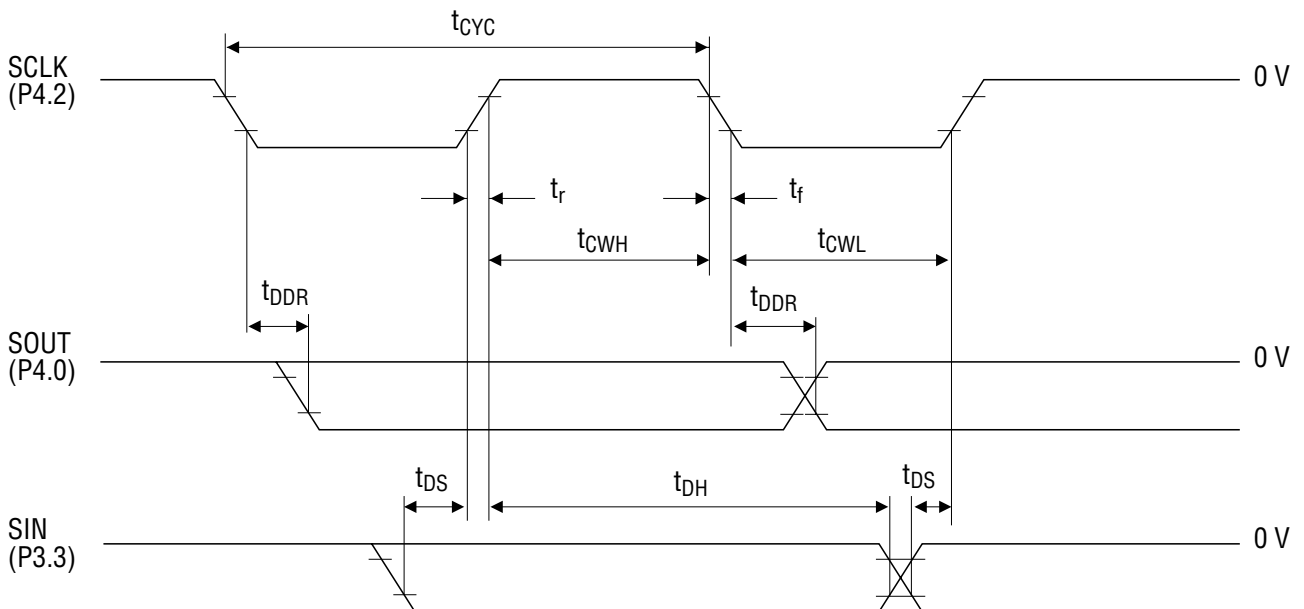 tCYC
SCLK
(P4.2)
0 V
tr
tf
tCWH
tCWL
tDDR
tDDR
SOUT
(P4.0)
0 V
tDS
tDH
tDS
SIN
(P3.3)
0 V